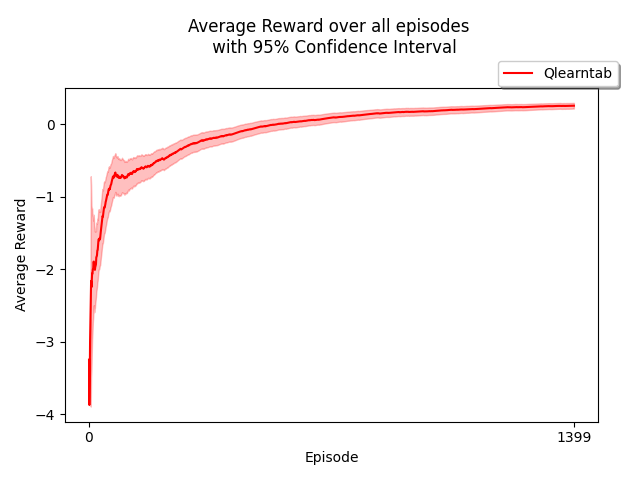 Average Reward over all episodes
with 95% Confidence Interval
Qlearntab
0
−1
−2
−3
−4
Average Reward
0
1399
Episode